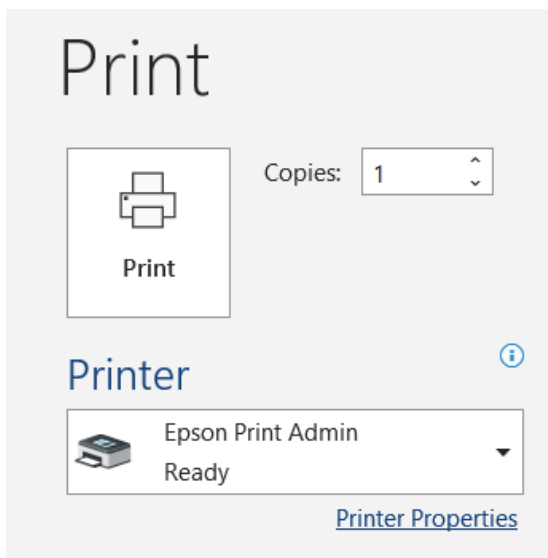 Print
Copies: 1
Print
Printer
Epson Print Admin
Ready
Printer Properties